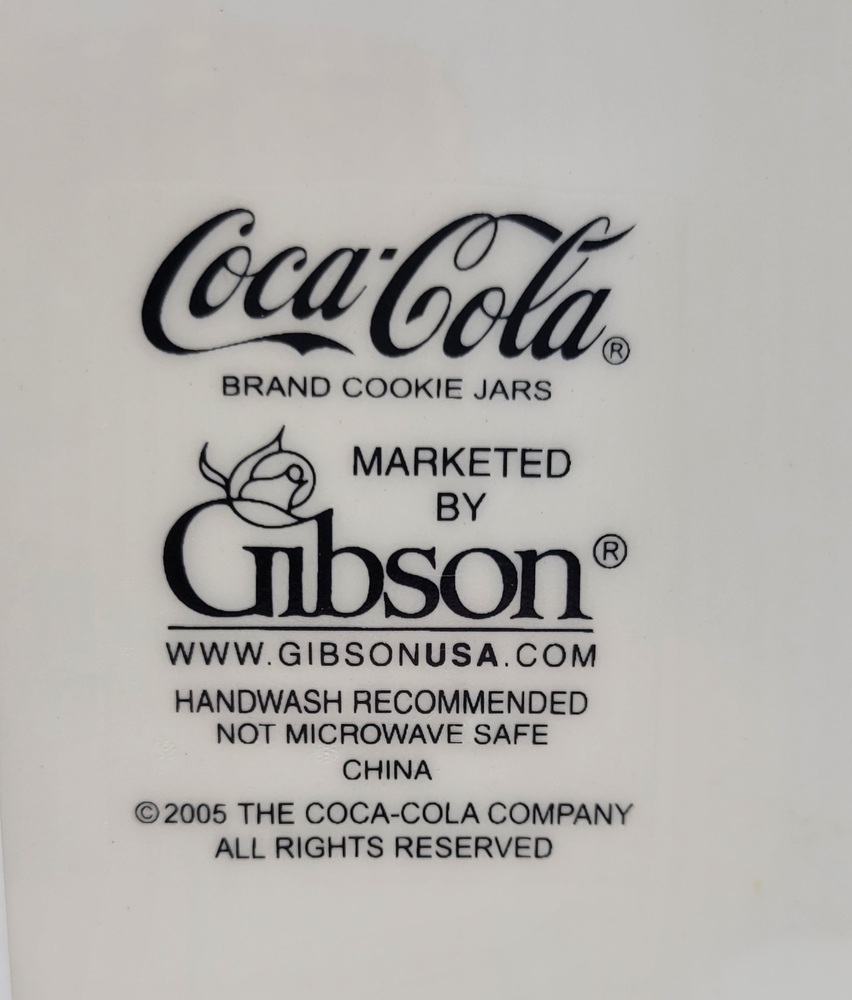 Coca-Cola®
BRAND COOKIE JARS
MARKETED
BY
Gibson®
WWW.GIBSONUSA.COM
HANDWASH RECOMMENDED
NOT MICROWAVE SAFE
CHINA
©2005 THE COCA-COLA COMPANY
ALL RIGHTS RESERVED